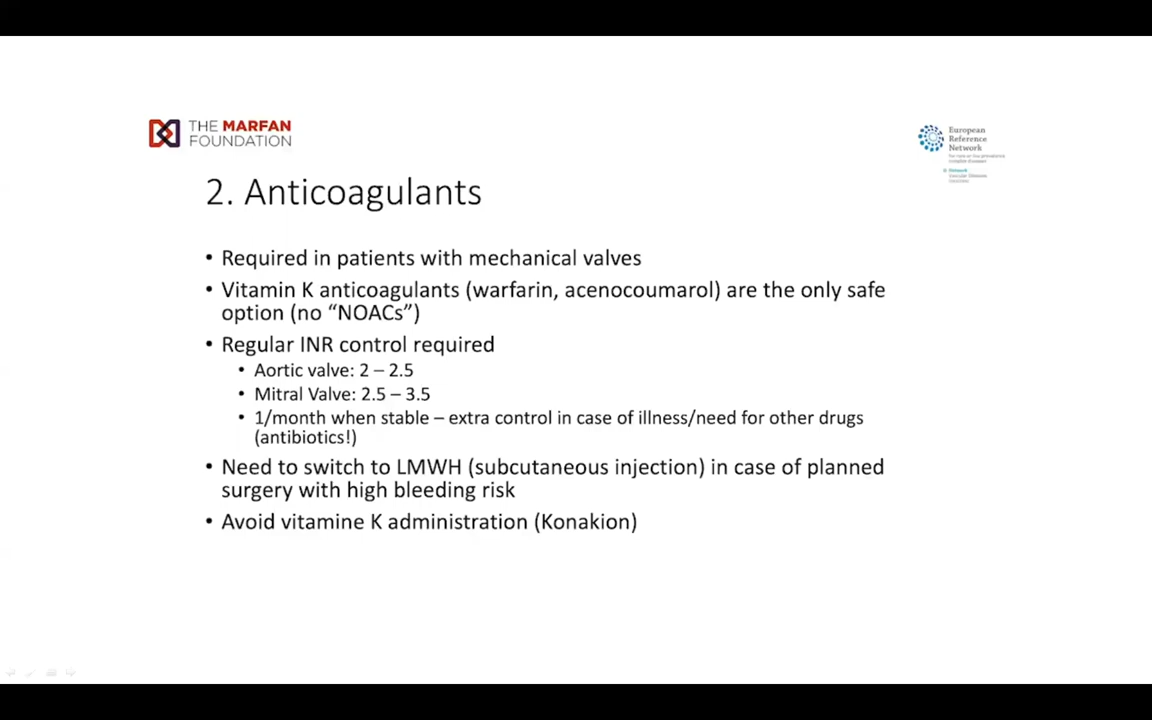 THE MARFAN
FOUNDATION
European
Reference
Network
2. Anticoagulants
• Required in patients with mechanical valves
• Vitamin K anticoagulants (warfarin, acenocoumarol) are the only safe
option (no “NOACs”)
• Regular INR control required
• Aortic valve: 2 – 2.5
• Mitral Valve: 2.5 – 3.5
• 1/month when stable – extra control in case of illness/need for other drugs
(antibiotics!)
• Need to switch to LMWH (subcutaneous injection) in case of planned
surgery with high bleeding risk
• Avoid vitamine K administration (Konakion)